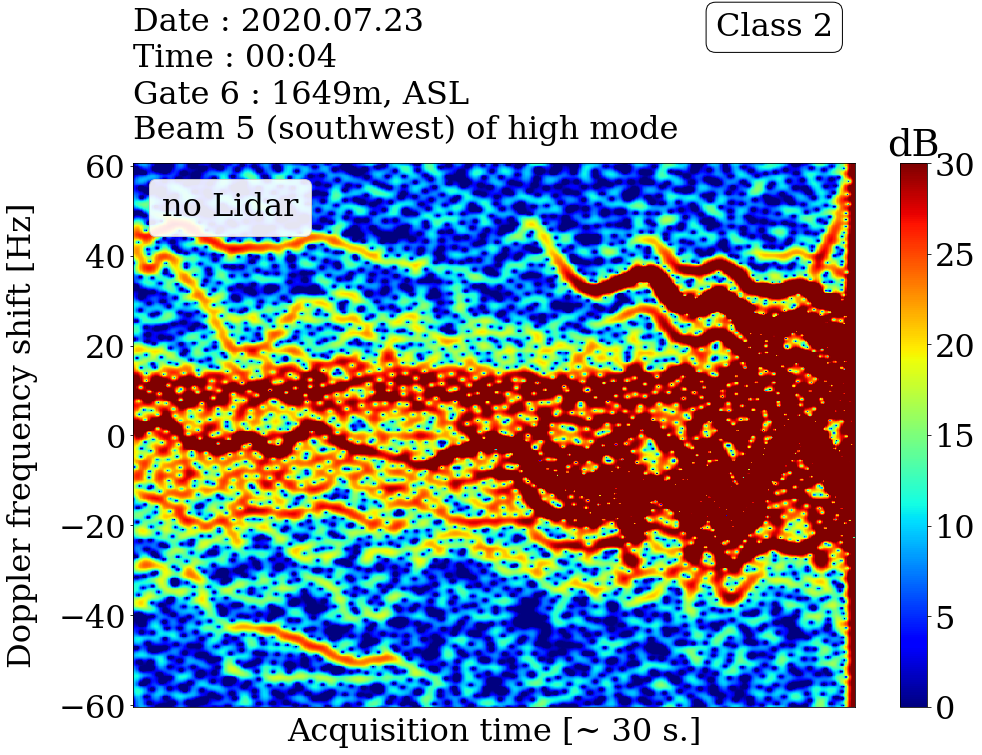 Date : 2020.07.23
Time : 00:04
Gate 6 : 1649m, ASL
Beam 5 (southwest) of high mode
Class 2
dB
no Lidar
Doppler frequency shift [Hz]
60
40
20
0
−20
−40
−60
Acquisition time [~ 30 s.]
30
25
20
15
10
5
0